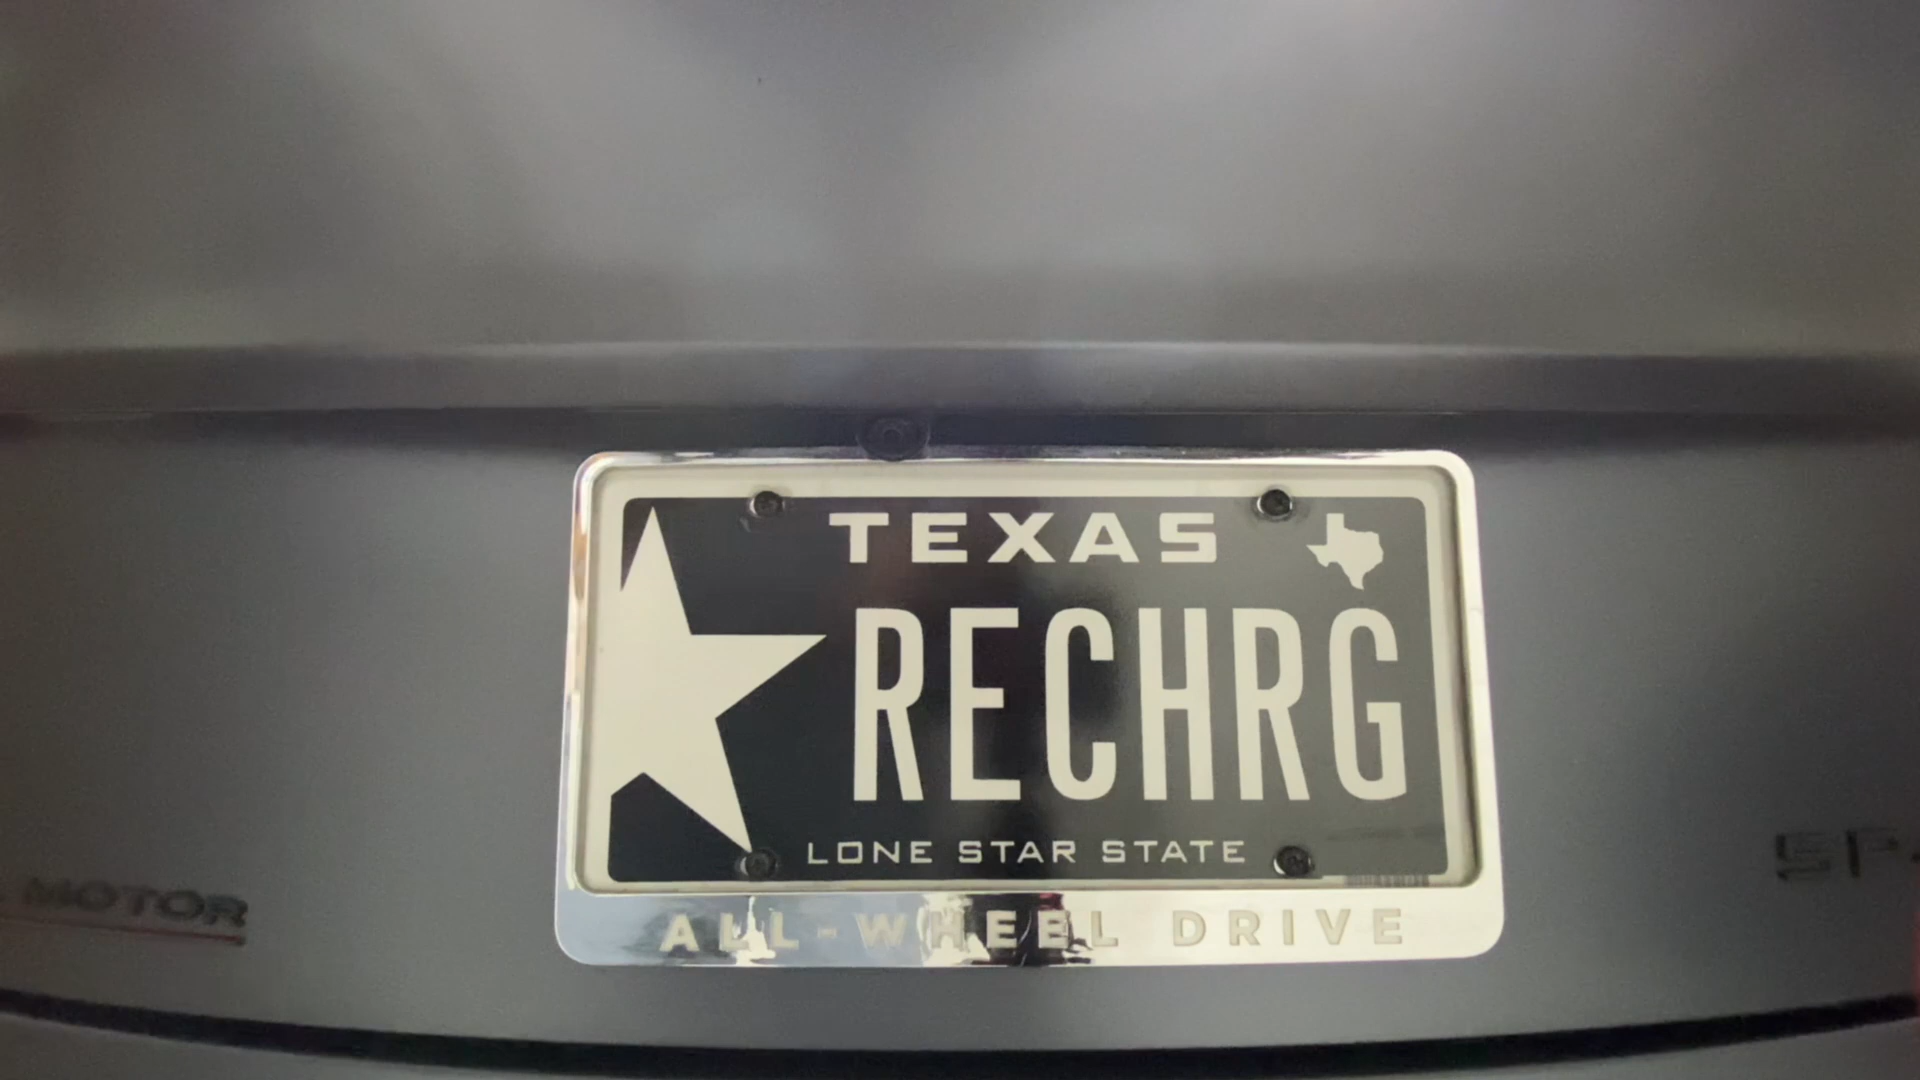 TEXAS
RECHRG
LONE STAR STATE
ALL-WHEEL DRIVE
MOTOR